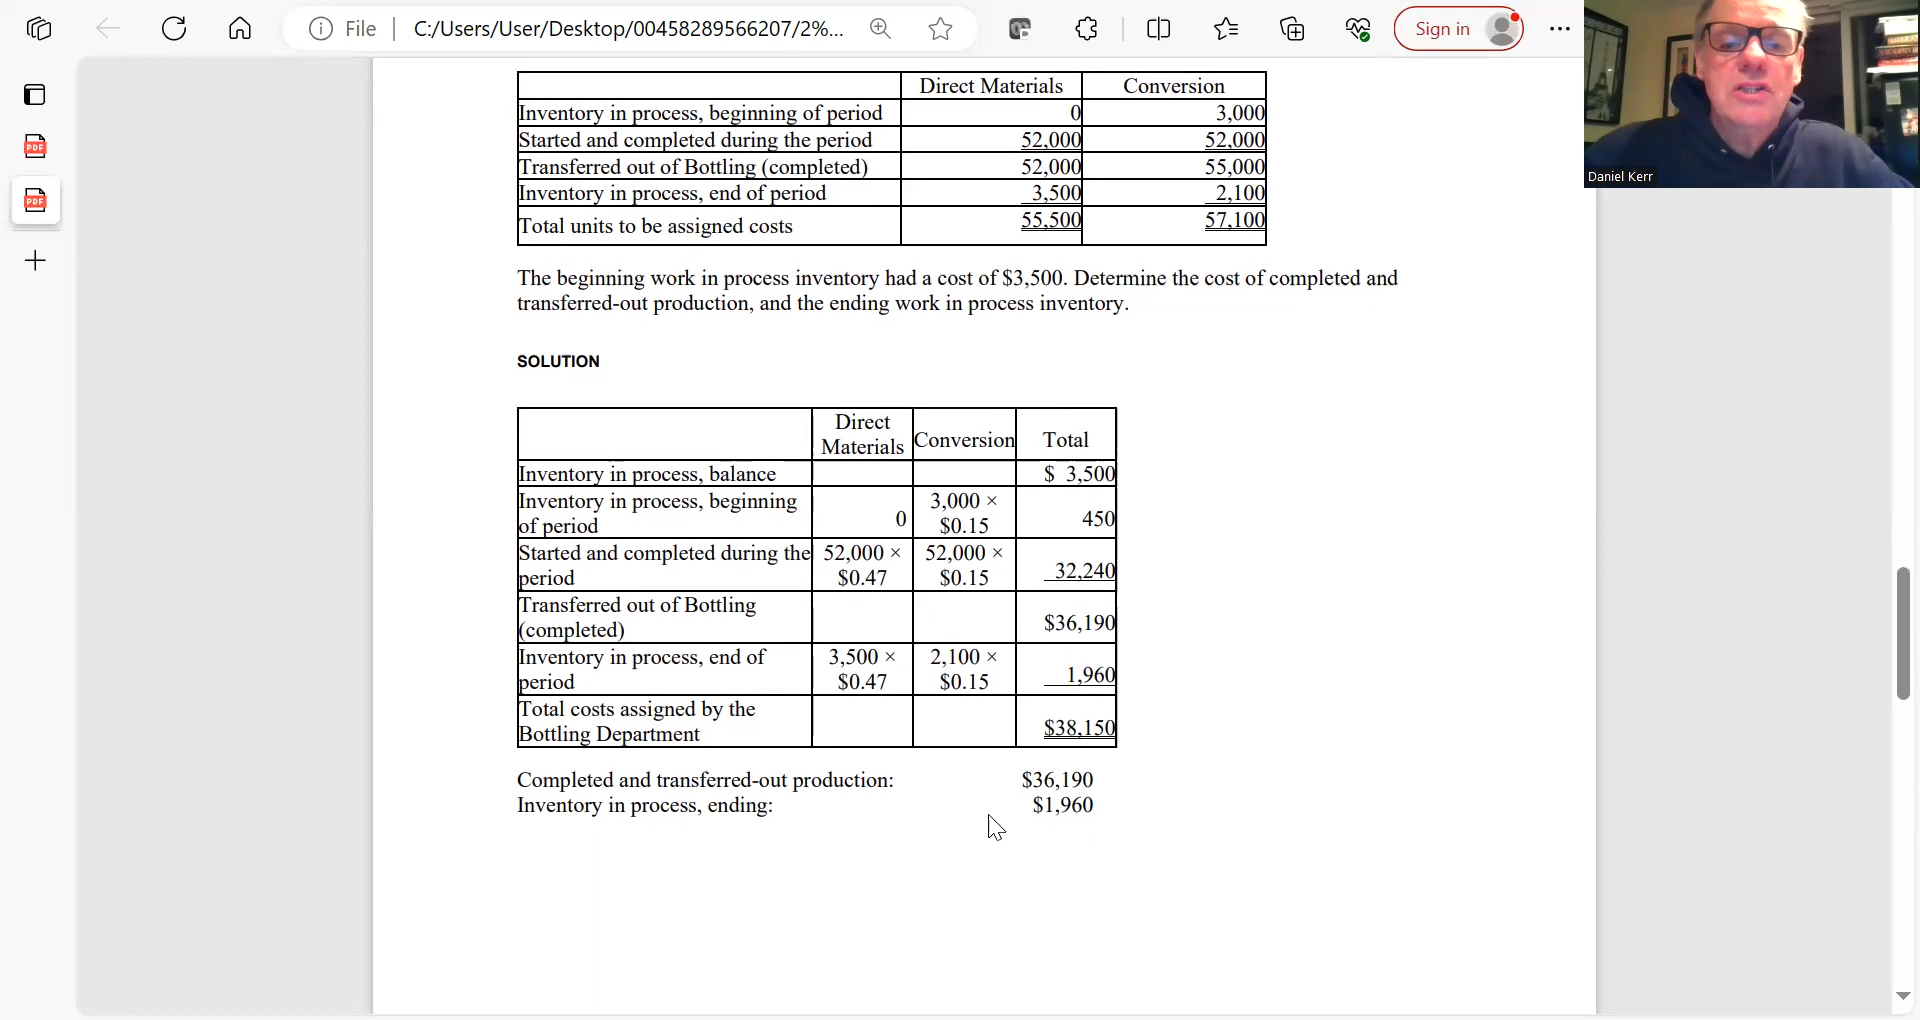 File C:/Users/User/Desktop/00458289566207/2%... Sign in
Daniel Kerr
PDF
PDF
Direct Materials Conversion
Inventory in process, beginning of period 0 3,000
Started and completed during the period 52,000 52,000
Transferred out of Bottling (completed) 52,000 55,000
Inventory in process, end of period 3,500 2,100
Total units to be assigned costs 55,500 57,100
The beginning work in process inventory had a cost of $3,500. Determine the cost of completed and
transferred-out production, and the ending work in process inventory.
SOLUTION
Direct
Materials Conversion Total
Inventory in process, balance $ 3,500
Inventory in process, beginning 3,000 ×
of period 0 $0.15 450
Started and completed during the 52,000 × 52,000 ×
period $0.47 $0.15 32,240
Transferred out of Bottling
(completed) $36,190
Inventory in process, end of 3,500 × 2,100 ×
period $0.47 $0.15 1,960
Total costs assigned by the
Bottling Department $38,150
Completed and transferred-out production: $36,190
Inventory in process, ending: $1,960